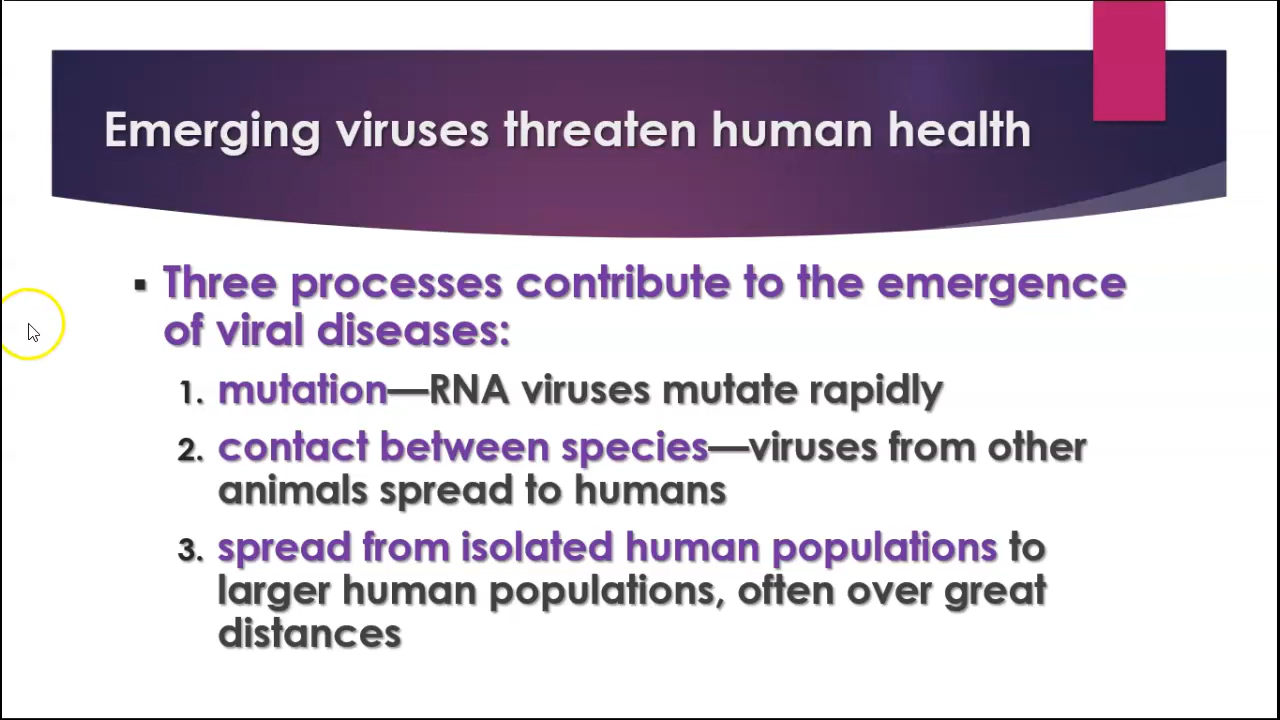 Emerging viruses threaten human health
▪ Three processes contribute to the emergence
of viral diseases:
1. mutation—RNA viruses mutate rapidly
2. contact between species—viruses from other
animals spread to humans
3. spread from isolated human populations to
larger human populations, often over great
distances